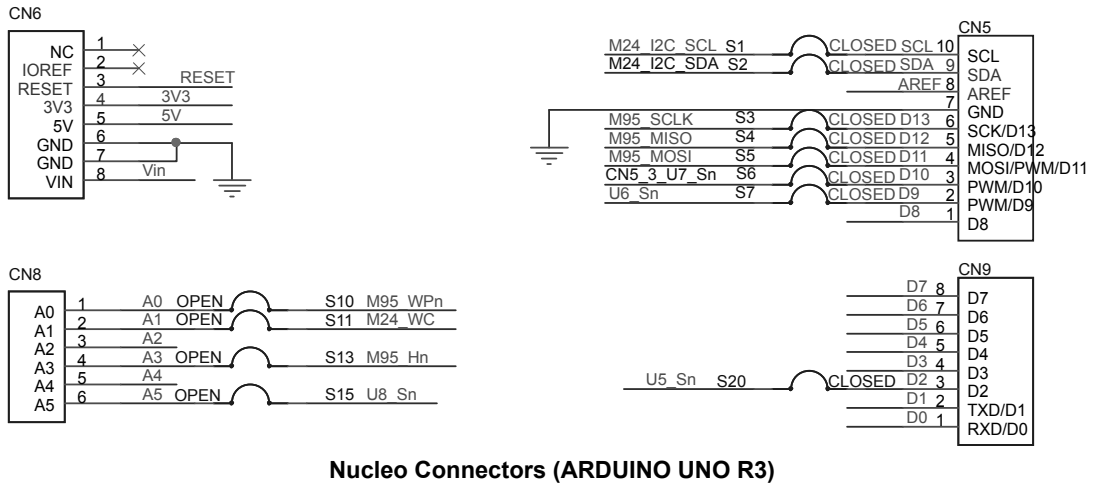 CN6
NC 1
IOREF 2
RESET 3 RESET
3V3 4 3V3
5V 5 5V
GND 6
GND 7
VIN 8 Vin
CN5
M24_I2C_SCL S1 CLOSED SCL 10 SCL
M24_I2C_SDA S2 CLOSED SDA 9 SDA
AREF 8 AREF
7 GND
M95_SCLK S3 CLOSED D13 6 SCK/D13
M95_MISO S4 CLOSED D12 5 MISO/D12
M95_MOSI S5 CLOSED D11 4 MOSI/PWM/D11
CN5_3_U7_Sn S6 CLOSED D10 3 PWM/D10
U6_Sn S7 CLOSED D9 2 PWM/D9
D8 1 D8
CN8
A0 1 A0 OPEN S10 M95_WPn
A1 2 A1 OPEN S11 M24_WC
A2 3 A2
A3 4 A3 OPEN S13 M95_Hn
A4 5 A4
A5 6 A5 OPEN S15 U8_Sn
CN9
D7 8 D7
D6 7 D6
D5 6 D5
D4 5 D4
D3 4 D3
U5_Sn S20 CLOSED D2 3 D2
D1 2 TXD/D1
D0 1 RXD/D0
Nucleo Connectors (ARDUINO UNO R3)